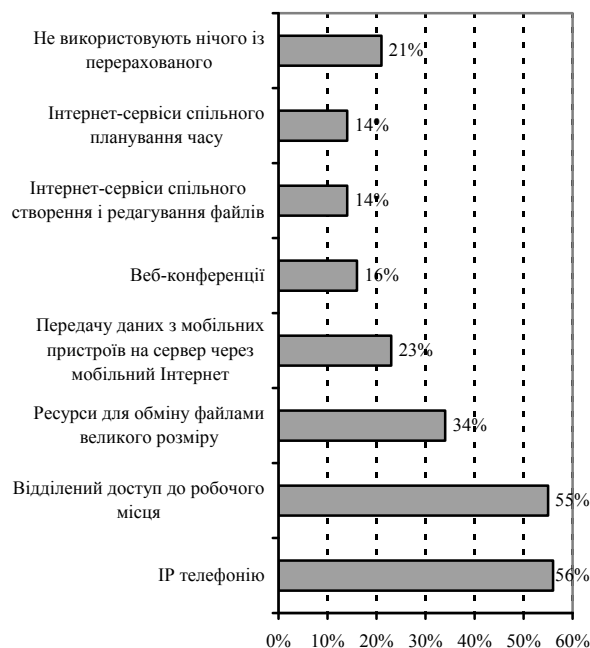 Не використовують нічого із
перерахованого
21%
Інтернет-сервіси спільного
планування часу
14%
Інтернет-сервіси спільного
створення і редагування файлів
14%
Веб-конференції
16%
Передачу даних з мобільних
пристроїв на сервер через
мобільний Інтернет
23%
Ресурси для обміну файлами
великого розміру
34%
Відділений доступ до робочого
місця
55%
IP телефонію
56%
0% 10% 20% 30% 40% 50% 60%